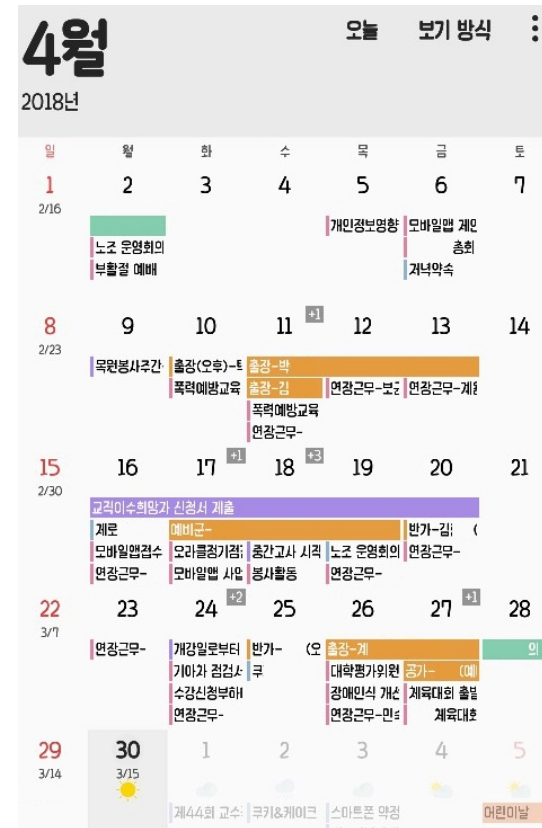 4월
오늘 보기 방식
2018년
일 월 화 수 목 금 토
1 2 3 4 5 6 7
2/16
개인정보영향 모바일앱 제안
노조 운영회의 총회
부활절 예배 저녁약속
8 9 10 11 +1 12 13 14
2/23
목원봉사주간 출장(오후)- 출장-박
폭력예방교육 출장-김 연장근무-보 연장근무-계
폭력예방교육
연장근무-
15 16 17 +1 18 +3 19 20 21
2/30
교직이수희망과 신청서 제출
제로 예비군- 반가-김 (
모바일앱접수 오라클정기점 중간고사 시작 노조 운영회의 연장근무-
연장근무- 모바일앱 사업 봉사활동 연장근무-
22 23 24 +2 25 26 27 +1 28
3/7
연장근무- 개강일로부터 반가- (오 출장-계 의
기아차 점검 쿠 대학평가위원 공가- (예
수강신청부하 장애인식 개선 체육대회 출발
연장근무- 연장근무-민 체육대회
29 30 1 2 3 4 5
3/14 3/15
제44회 교수 쿠키&케이크 스마트폰 약정 어린이날